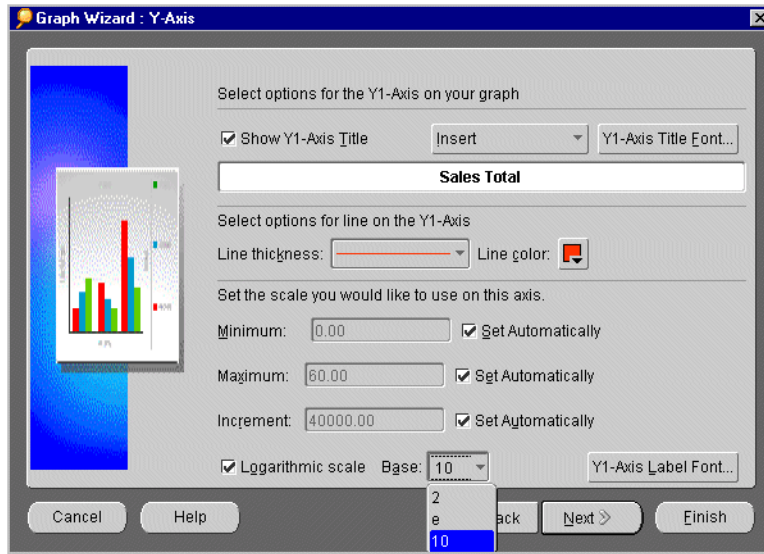 Graph Wizard : Y-Axis
Select options for the Y1-Axis on your graph
Show Y1-Axis Title Insert Y1-Axis Title Font...
Sales Total
Select options for line on the Y1-Axis
Line thickness: Line color:
Set the scale you would like to use on this axis.
Minimum: 0.00 Set Automatically
Maximum: 60.00 Set Automatically
Increment: 40000.00 Set Automatically
Logarithmic scale Base: 10 Y1-Axis Label Font...
2
e
10
Cancel Help ack Next Finish